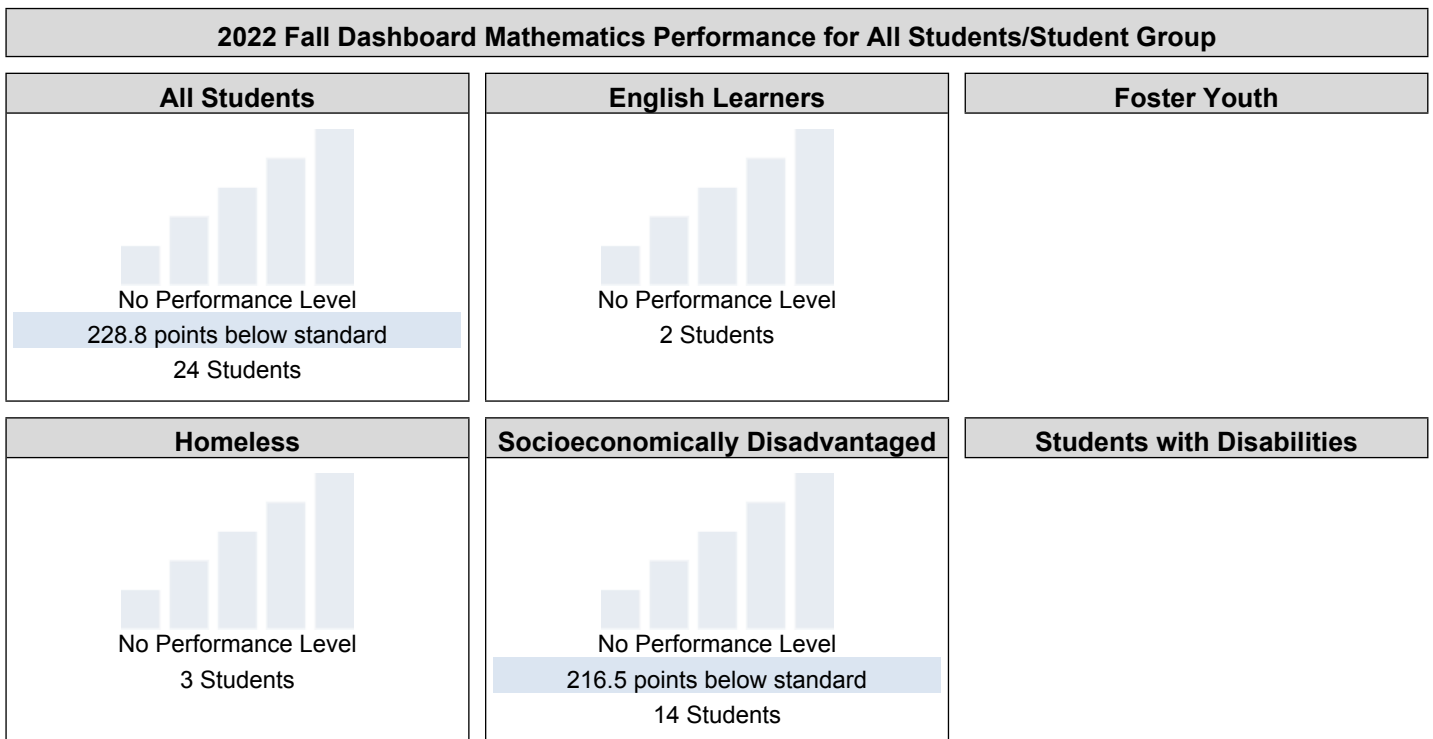 2022 Fall Dashboard Mathematics Performance for All Students/Student Group
All Students
No Performance Level
228.8 points below standard
24 Students
English Learners
No Performance Level
2 Students
Foster Youth
Homeless
No Performance Level
3 Students
Socioeconomically Disadvantaged
No Performance Level
216.5 points below standard
14 Students
Students with Disabilities